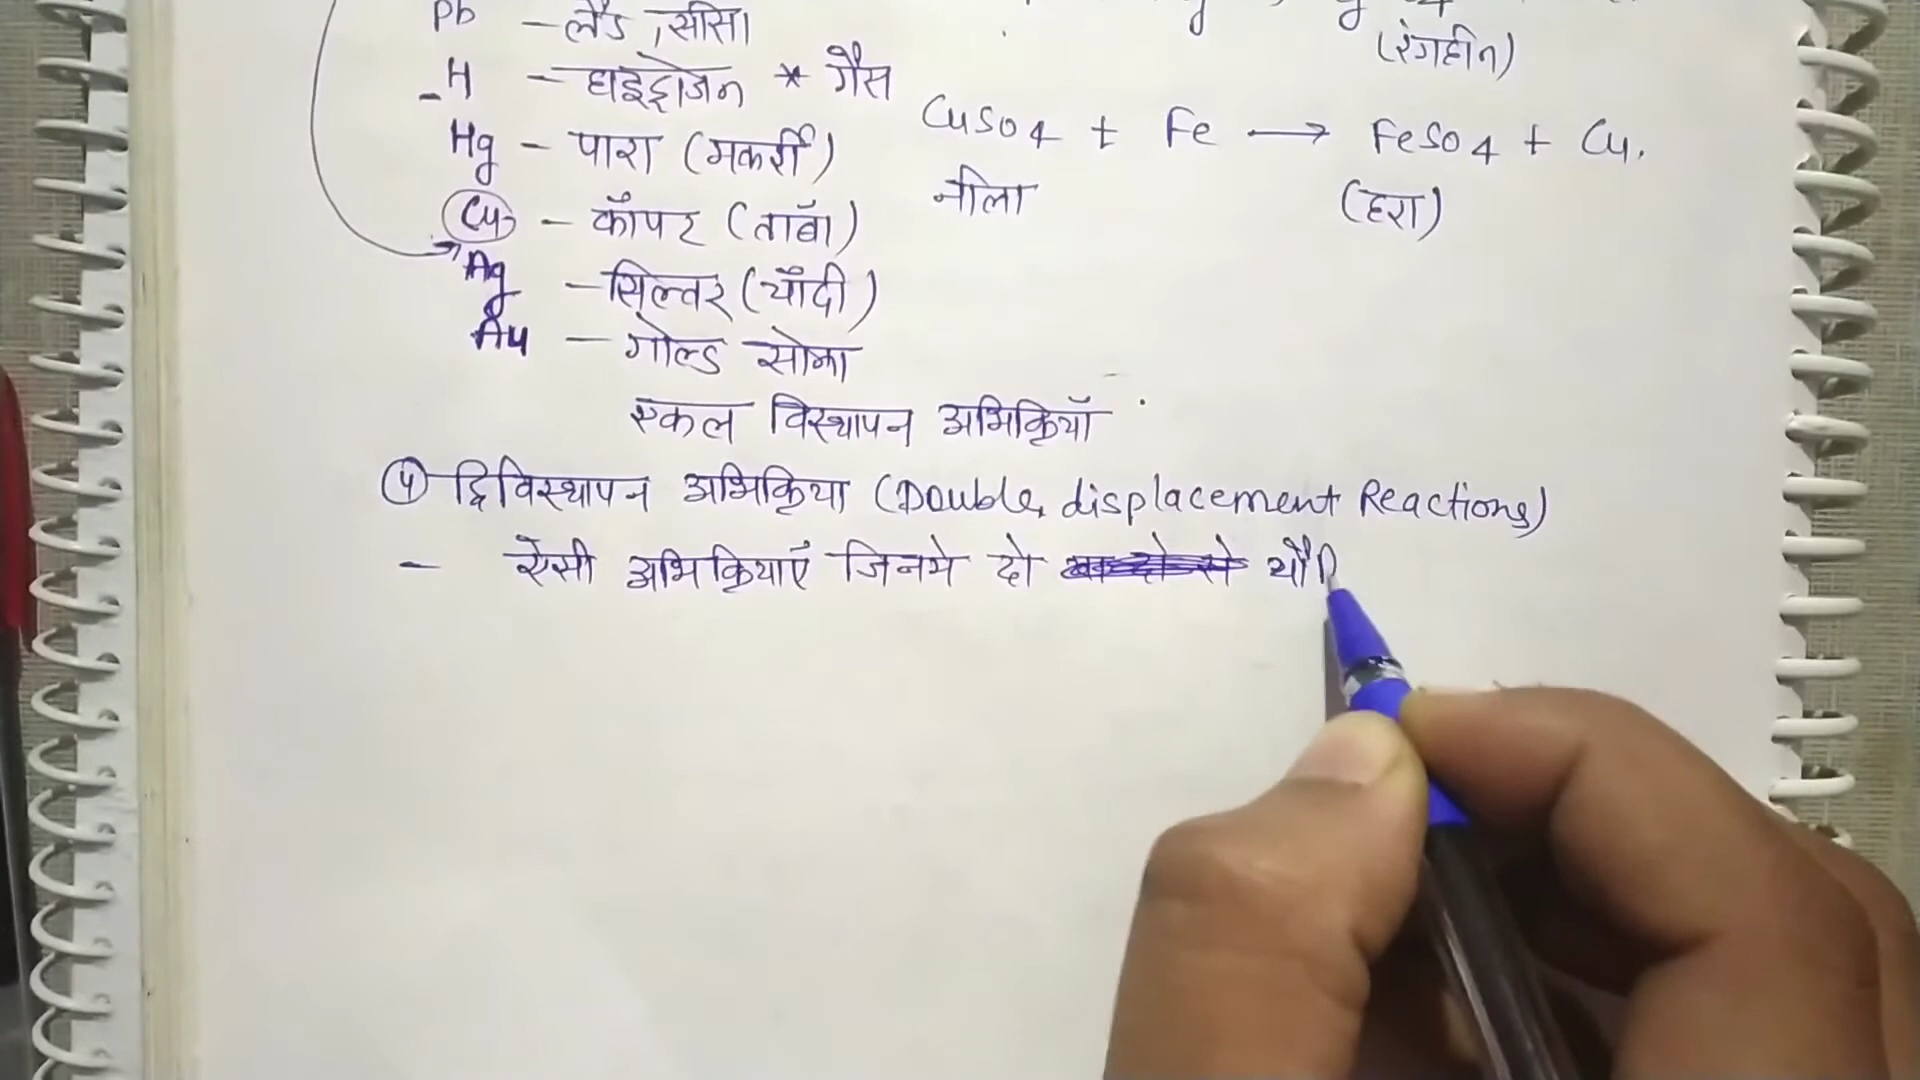 Pb – लैड, सीसा
(रंगहीन)
H – हाइड्रोजन * गैस
CuSO4 + Fe → FeSO4 + Cu.
Hg – पारा (मर्करी)
नीला (हरा)
Cu – कॉपर (ताँबा)
Ag – सिल्वर (चाँदी)
Au – गोल्ड सोना
एकल विस्थापन अभिक्रियाँ
④ द्विविस्थापन अभिक्रिया (Double displacement Reactions)
– ऐसी अभिक्रियाएँ जिनमे दो